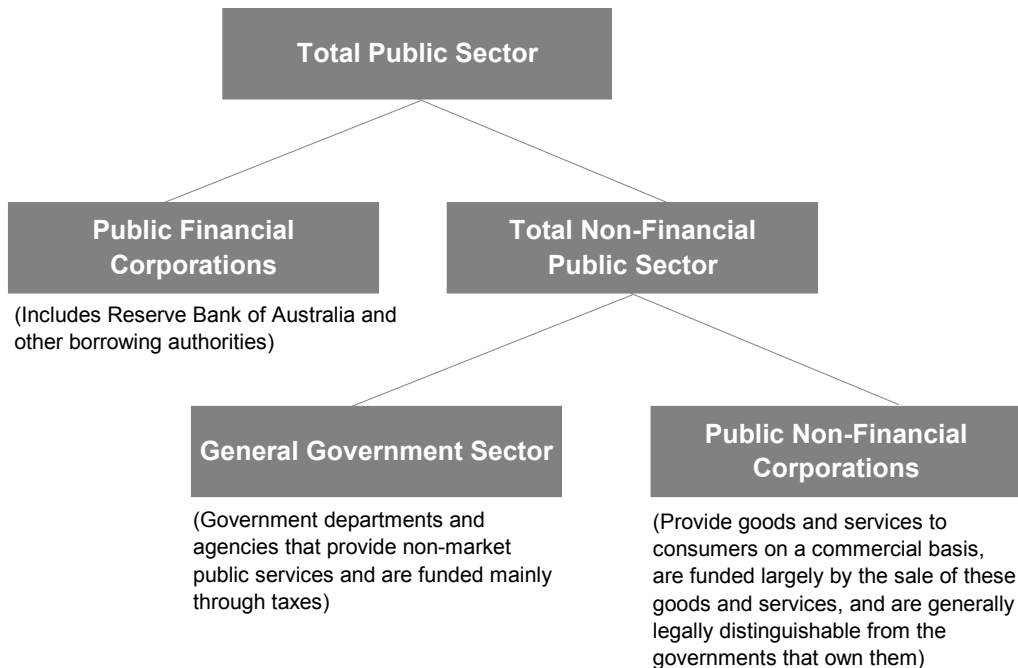 Total Public Sector
Public Financial
Corporations
Total Non-Financial
Public Sector
(Includes Reserve Bank of Australia and
other borrowing authorities)
General Government Sector
Public Non-Financial
Corporations
(Government departments and
agencies that provide non-market
public services and are funded mainly
through taxes)
(Provide goods and services to
consumers on a commercial basis,
are funded largely by the sale of these
goods and services, and are generally
legally distinguishable from the
governments that own them)